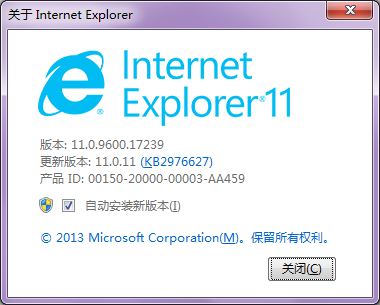 关于 Internet Explorer
Internet
Explorer®11
版本: 11.0.9600.17239
更新版本: 11.0.11 (KB2976627)
产品 ID: 00150-20000-00003-AA459
自动安装新版本(I)
© 2013 Microsoft Corporation(M)。保留所有权利。
关闭(C)